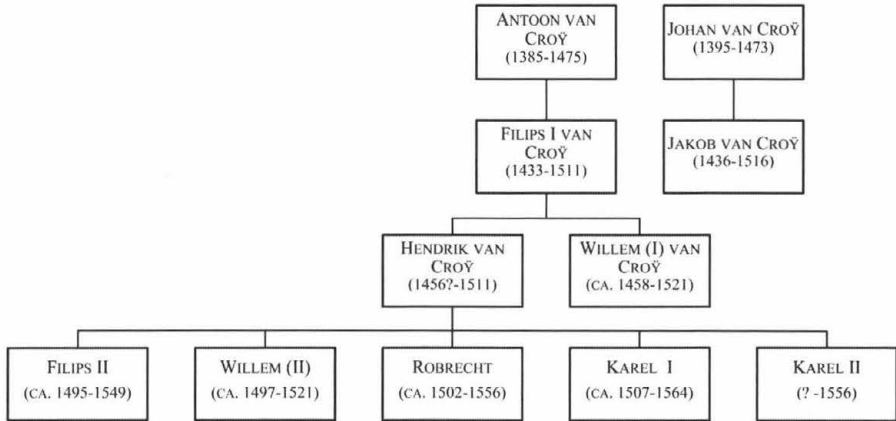 ANTOON VAN
CROŸ
(1385-1475)
JOHAN VAN CROŸ
(1395-1473)
FILIPS I VAN
CROŸ
(1433-1511)
JAKOB VAN CROŸ
(1436-1516)
HENDRIK VAN
CROŸ
(1456?-1511)
WILLEM (I) VAN
CROŸ
(CA. 1458-1521)
FILIPS II
(CA. 1495-1549)
WILLEM (II)
(CA. 1497-1521)
ROBRECHT
(CA. 1502-1556)
KAREL I
(CA. 1507-1564)
KAREL II
(? -1556)